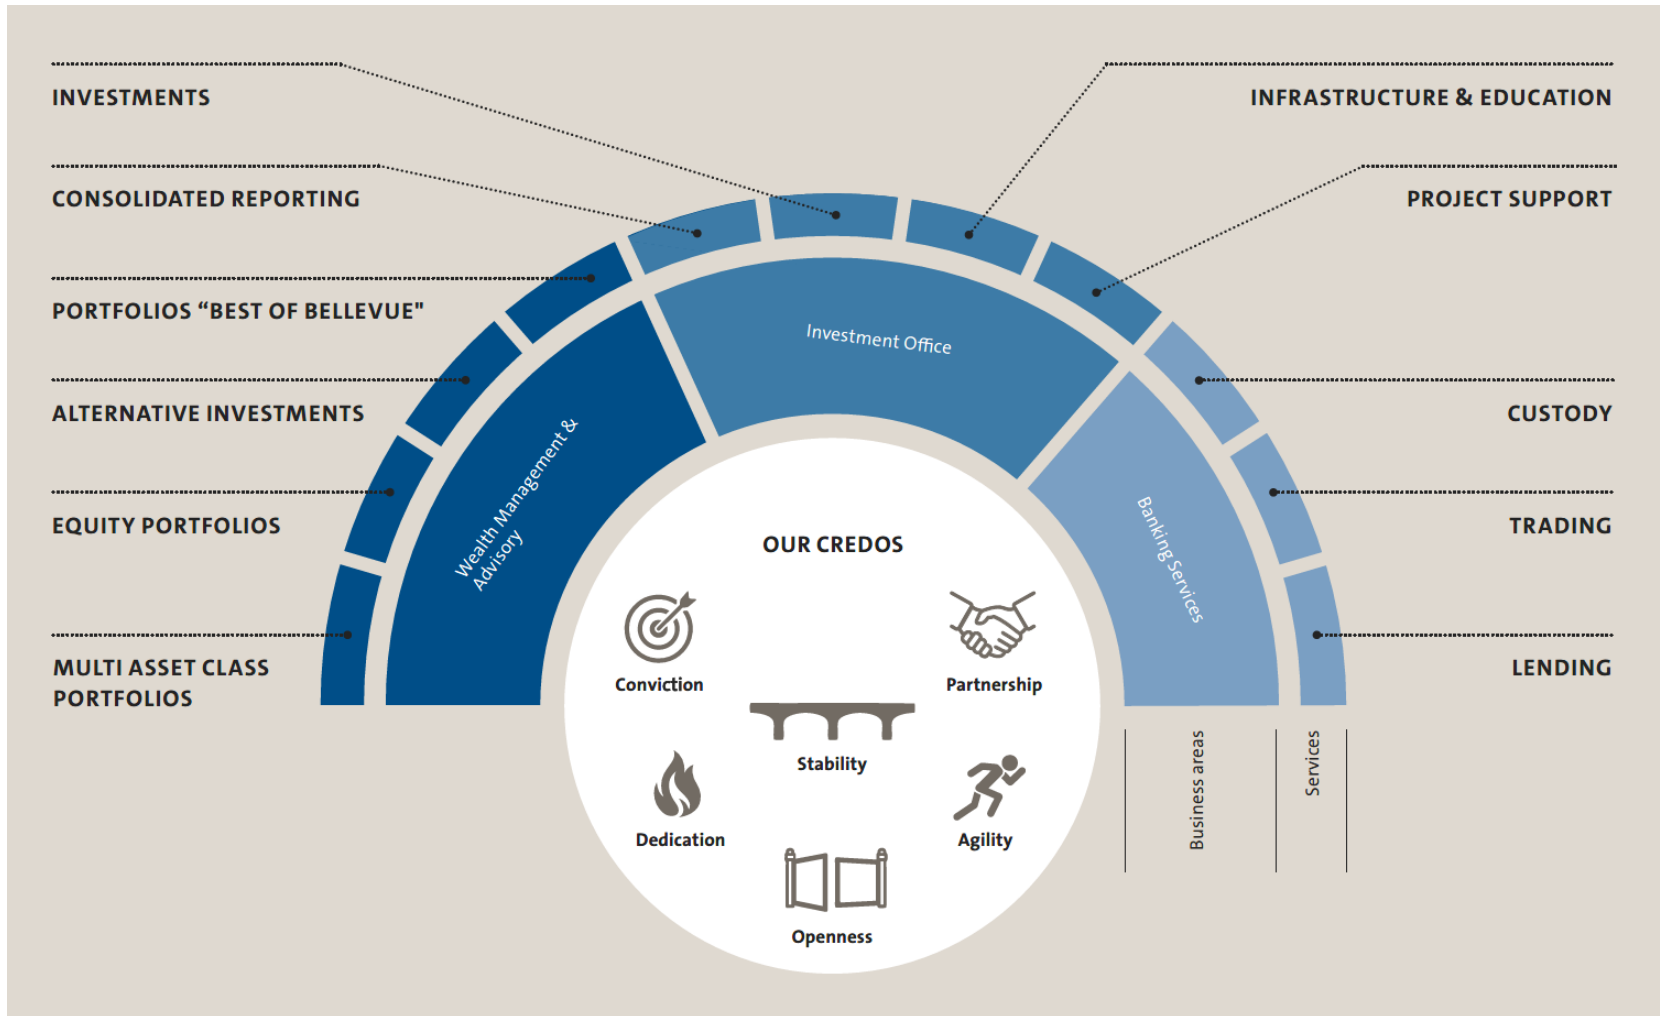 INVESTMENTS
CONSOLIDATED REPORTING
PORTFOLIOS “BEST OF BELLEVUE"
ALTERNATIVE INVESTMENTS
EQUITY PORTFOLIOS
MULTI ASSET CLASS
PORTFOLIOS
INFRASTRUCTURE & EDUCATION
PROJECT SUPPORT
CUSTODY
TRADING
LENDING
Wealth Management &
Advisory
Investment Office
Banking Services
OUR CREDOS
Conviction
Partnership
Stability
Dedication
Agility
Openness
Business areas
Services